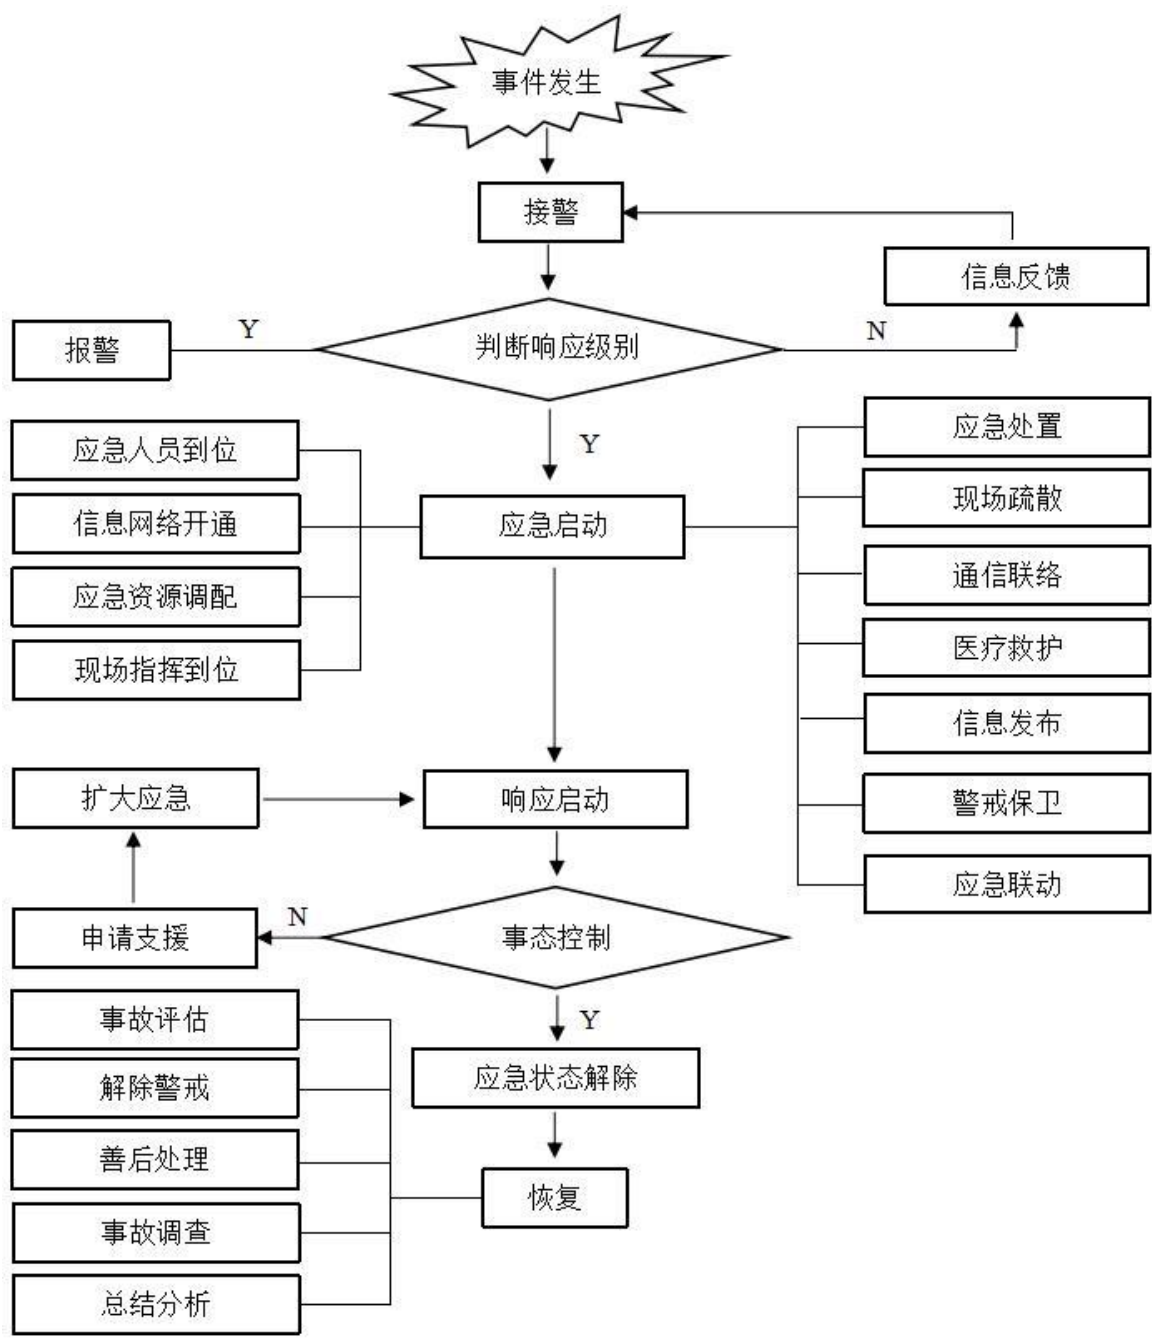 事件发生
接警
信息反馈
报警
Y
判断响应级别
N
Y
应急人员到位
信息网络开通
应急资源调配
现场指挥到位
应急启动
应急处置
现场疏散
通信联络
医疗救护
信息发布
警戒保卫
应急联动
扩大应急
响应启动
申请支援
N
事态控制
Y
应急状态解除
恢复
事故评估
解除警戒
善后处理
事故调查
总结分析